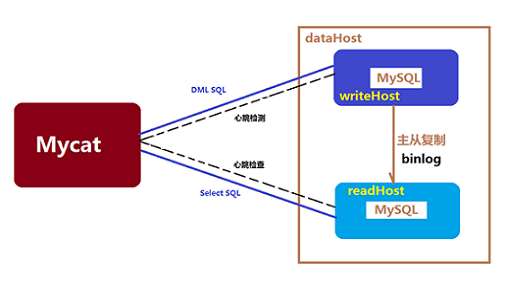 dataHost
MySQL
writeHost
DML SQL
心跳检测
Mycat
主从复制
binlog
心跳检查
Select SQL
readHost
MySQL